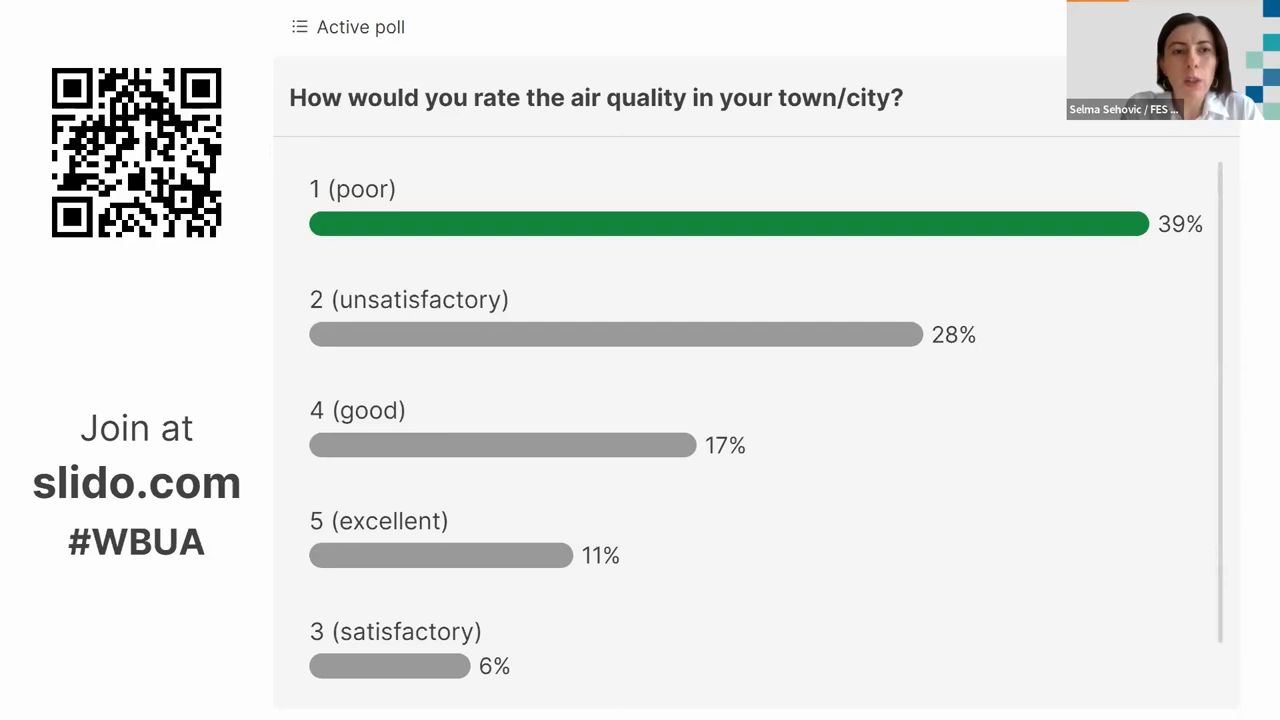 Active poll
How would you rate the air quality in your town/city?
Selma Sehovic / FES ...
1 (poor)
39%
2 (unsatisfactory)
28%
4 (good)
17%
5 (excellent)
11%
3 (satisfactory)
6%
Join at
slido.com
#WBUA